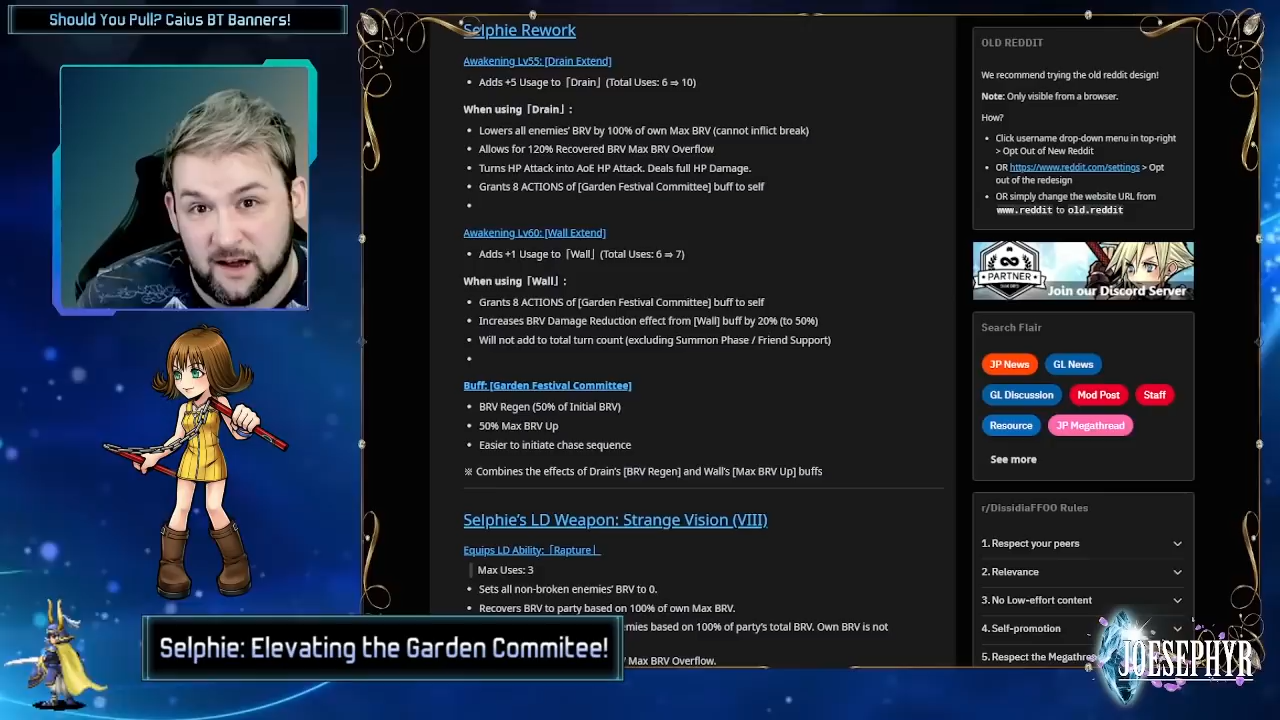 Should You Pull? Caius BT Banners!
Selphie Rework
Awakening Lv55: [Drain Extend]
• Adds +5 Usage to「Drain」(Total Uses: 6 ⇒ 10)
When using「Drain」:
• Lowers all enemies' BRV by 100% of own Max BRV (cannot inflict break)
• Allows for 120% Recovered BRV Max BRV Overflow
• Turns HP Attack into AoE HP Attack. Deals full HP Damage.
• Grants 8 ACTIONS of [Garden Festival Committee] buff to self
•
Awakening Lv60: [Wall Extend]
• Adds +1 Usage to「Wall」(Total Uses: 6 ⇒ 7)
When using「Wall」:
• Grants 8 ACTIONS of [Garden Festival Committee] buff to self
• Increases BRV Damage Reduction effect from [Wall] buff by 20% (to 50%)
• Will not add to total turn count (excluding Summon Phase / Friend Support)
•
Buff: [Garden Festival Committee]
• BRV Regen (50% of Initial BRV)
• 50% Max BRV Up
• Easier to initiate chase sequence
※ Combines the effects of Drain's [BRV Regen] and Wall's [Max BRV Up] buffs
Selphie's LD Weapon: Strange Vision (VIII)
Equips LD Ability:「Rapture」
Max Uses: 3
• Sets all non-broken enemies' BRV to 0.
• Recovers BRV to party based on 100% of own Max BRV.
emies based on 100% of party's total BRV. Own BRV is not
Max BRV Overflow.
OLD REDDIT
We recommend trying the old reddit design!
Note: Only visible from a browser.
How?
• Click username drop-down menu in top-right
> Opt Out of New Reddit
• OR https://www.reddit.com/settings > Opt
out of the redesign
• OR simply change the website URL from
www.reddit to old.reddit
PARTNER
Join our Discord Server
Search Flair
JP News
GL News
GL Discussion
Mod Post
Staff
Resource
JP Megathread
See more
r/DissidiaFFOO Rules
1. Respect your peers
2. Relevance
3. No Low-effort content
4. Self-promotion
5. Respect the Megathre
Selphie: Elevating the Garden Commitee!
JOESEPHYR